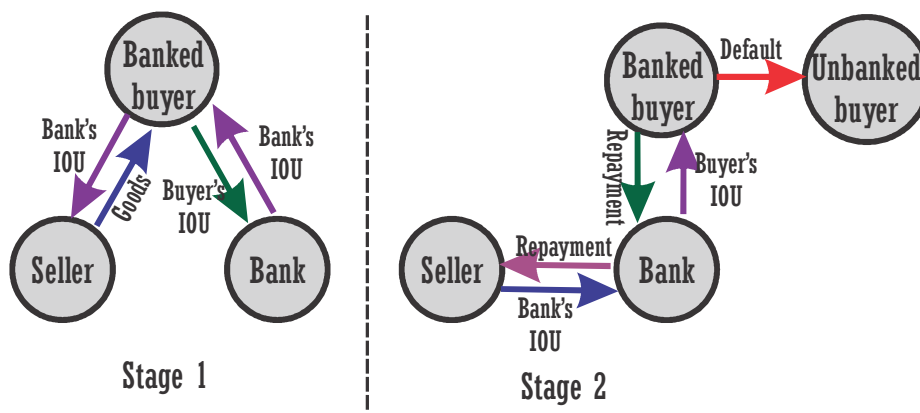 Banked
buyer
Bank's
IOU
Goods
Buyer's
IOU
Bank's
IOU
Seller
Bank
Stage 1
Banked
buyer
Default
Unbanked
buyer
Repayment
Buyer's
IOU
Seller
Repayment
Bank
Bank's
IOU
Stage 2